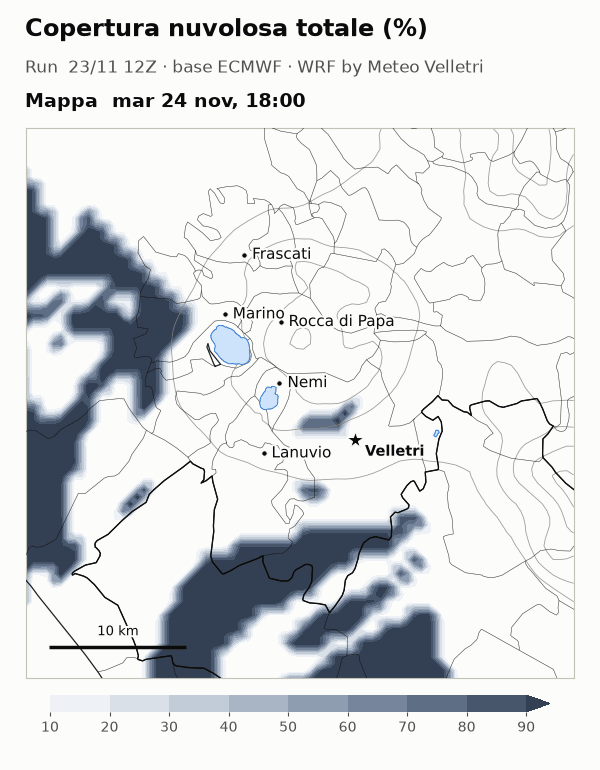 Copertura nuvolosa totale (%)
Run  23/11 12Z · base ECMWF · WRF by Meteo Velletri
Mappa  mar 24 nov, 18:00
Frascati
Marino
Rocca di Papa
Nemi
Velletri
Lanuvio
10 km
10 20 30 40 50 60 70 80 90